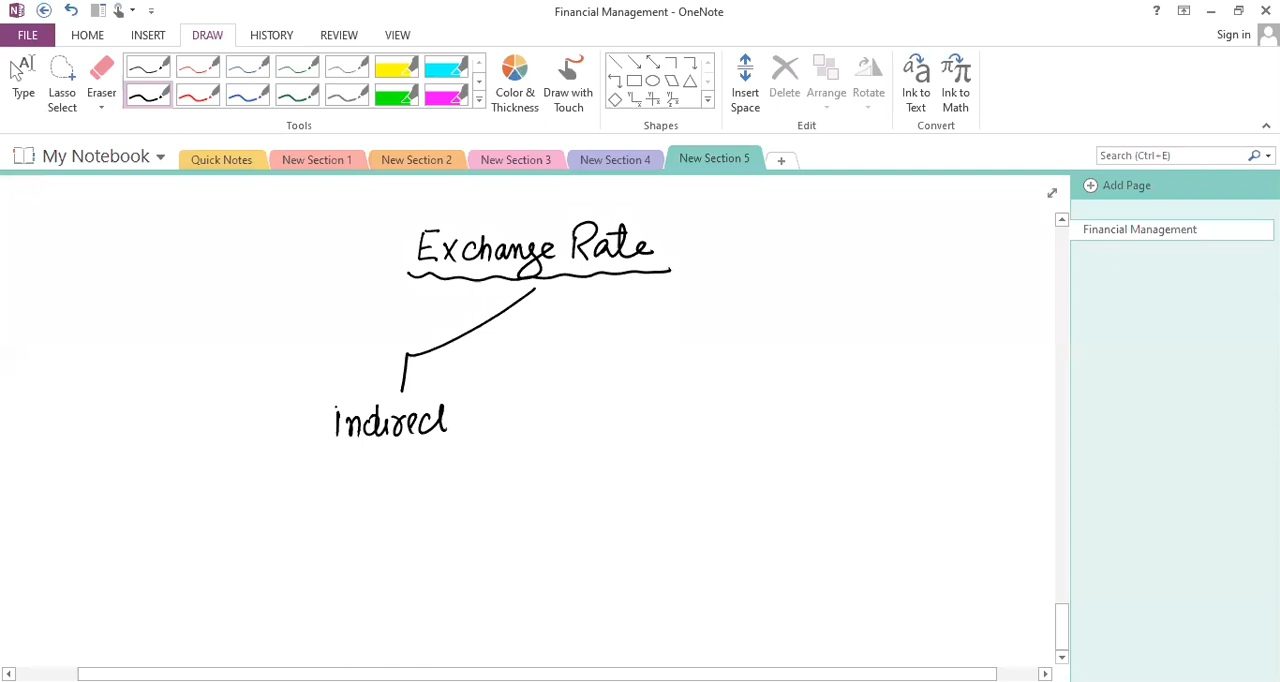 Financial Management - OneNote
?
FILE HOME INSERT DRAW HISTORY REVIEW VIEW
Sign in
Type
Lasso Select
Eraser
Color & Thickness
Draw with Touch
Insert Space
Delete
Arrange
Rotate
Ink to Text
Ink to Math
Tools Shapes Edit Convert
My Notebook Quick Notes New Section 1 New Section 2 New Section 3 New Section 4 New Section 5
Search (Ctrl+E)
Add Page
Financial Management
Exchange Rate
indirect